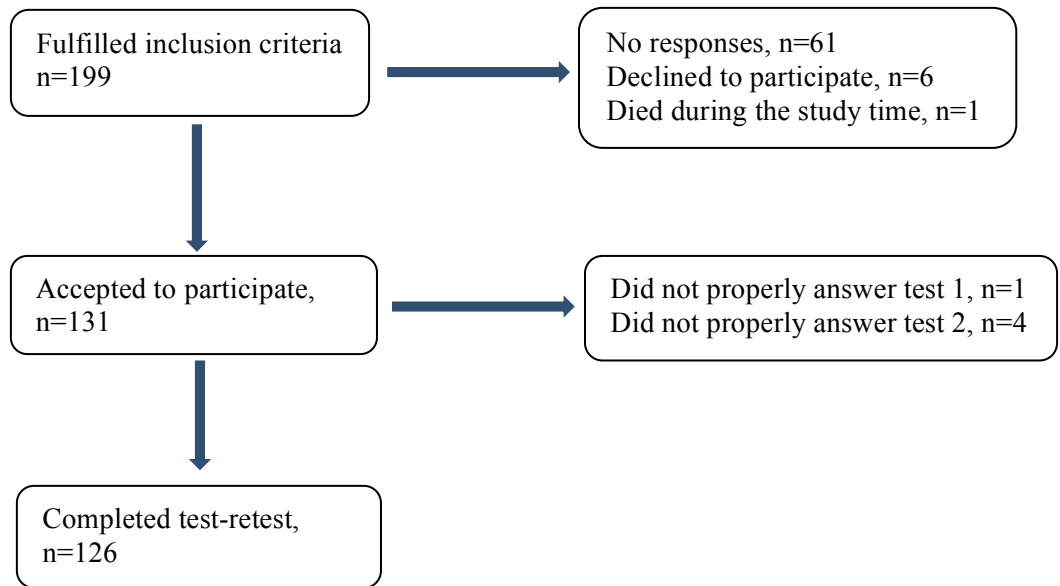 Fulfilled inclusion criteria
n=199
No responses, n=61
Declined to participate, n=6
Died during the study time, n=1
Accepted to participate,
n=131
Did not properly answer test 1, n=1
Did not properly answer test 2, n=4
Completed test-retest,
n=126